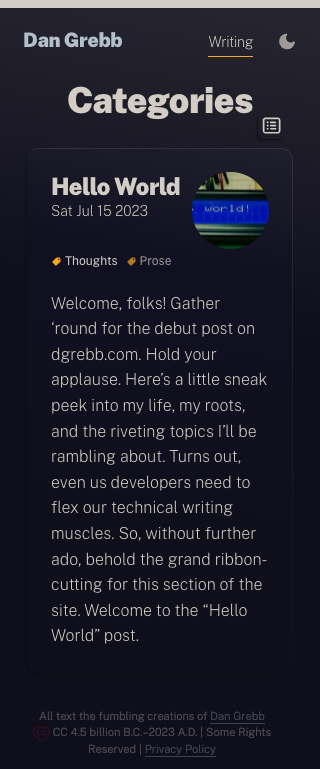 Dan Grebb
Writing
Categories
Hello World
Sat Jul 15 2023
world!
Thoughts
Prose
Welcome, folks! Gather
‘round for the debut post on
dgrebb.com. Hold your
applause. Here’s a little sneak
peek into my life, my roots,
and the riveting topics I’ll be
rambling about. Turns out,
even us developers need to
flex our technical writing
muscles. So, without further
ado, behold the grand ribbon-
cutting for this section of the
site. Welcome to the “Hello
World” post.
All text the fumbling creations of Dan Grebb
CC 4.5 billion B.C.–2023 A.D. | Some Rights
Reserved | Privacy Policy